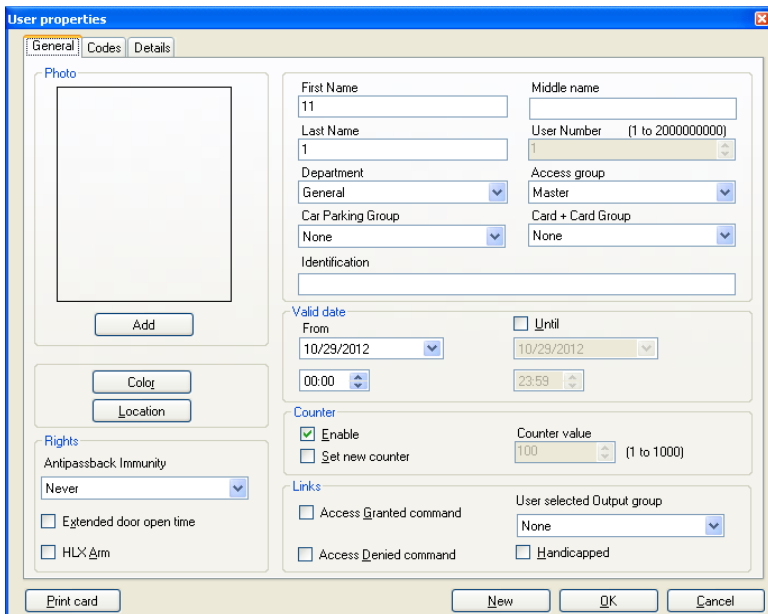 User properties
General Codes Details
Photo
Add
Color
Location
Rights
Antipassback Immunity
Never
Extended door open time
HLX Arm
First Name Middle name
11
Last Name User Number (1 to 2000000000)
1 1
Department Access group
General Master
Car Parking Group Card + Card Group
None None
Identification
Valid date
From Until
10/29/2012 10/29/2012
00:00 23:59
Counter
Enable Counter value
Set new counter 100 (1 to 1000)
Links
Access Granted command User selected Output group
None
Access Denied command Handicapped
Print card New OK Cancel